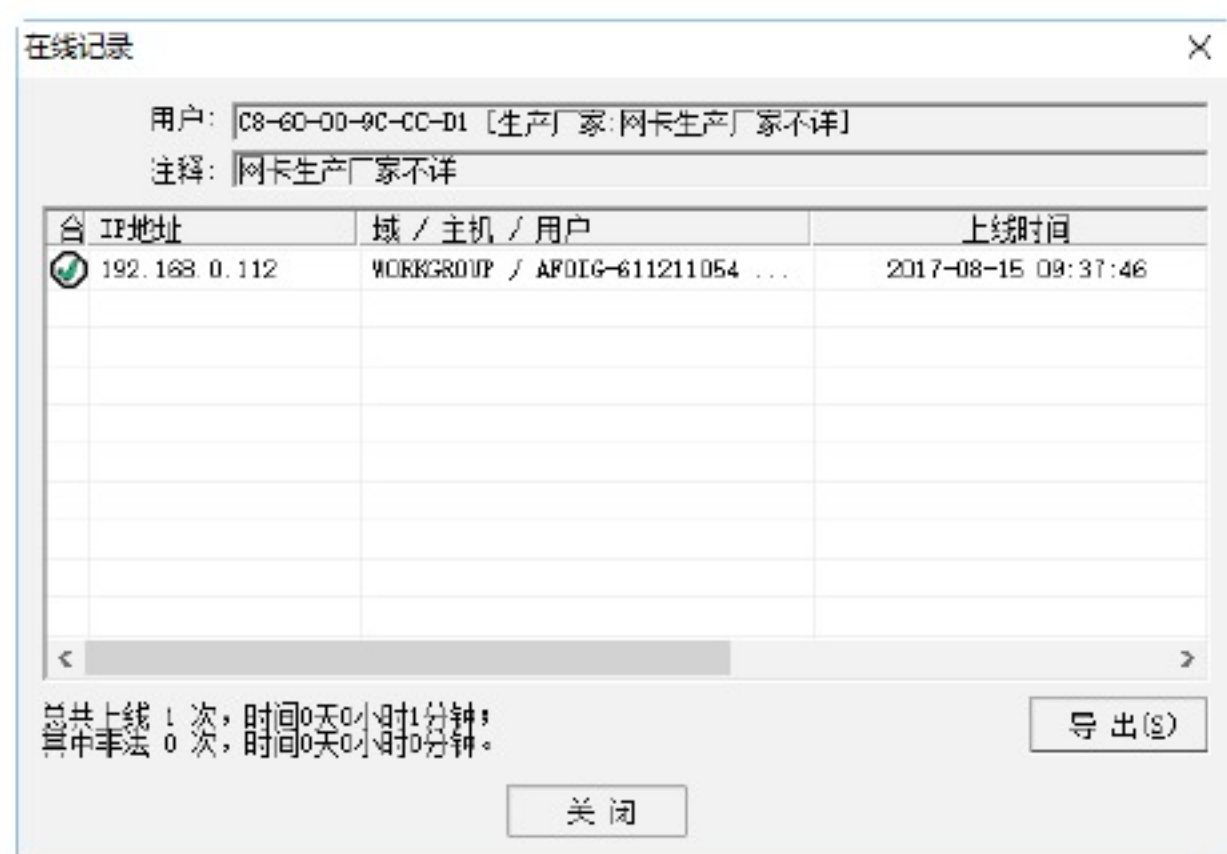 在线记录
用户: C8-60-00-9C-CC-D1 [生产厂家:网卡生产厂家不详]
注释: 网卡生产厂家不详
合 IP地址 域 / 主机 / 用户 上线时间
192.168.0.112 WORKGROUP / AFOIG-611211054 ... 2017-08-15 09:37:46
总共上线 1 次，时间0天0小时1分钟；
其中非法 0 次，时间0天0小时0分钟。
导 出(S)
关 闭